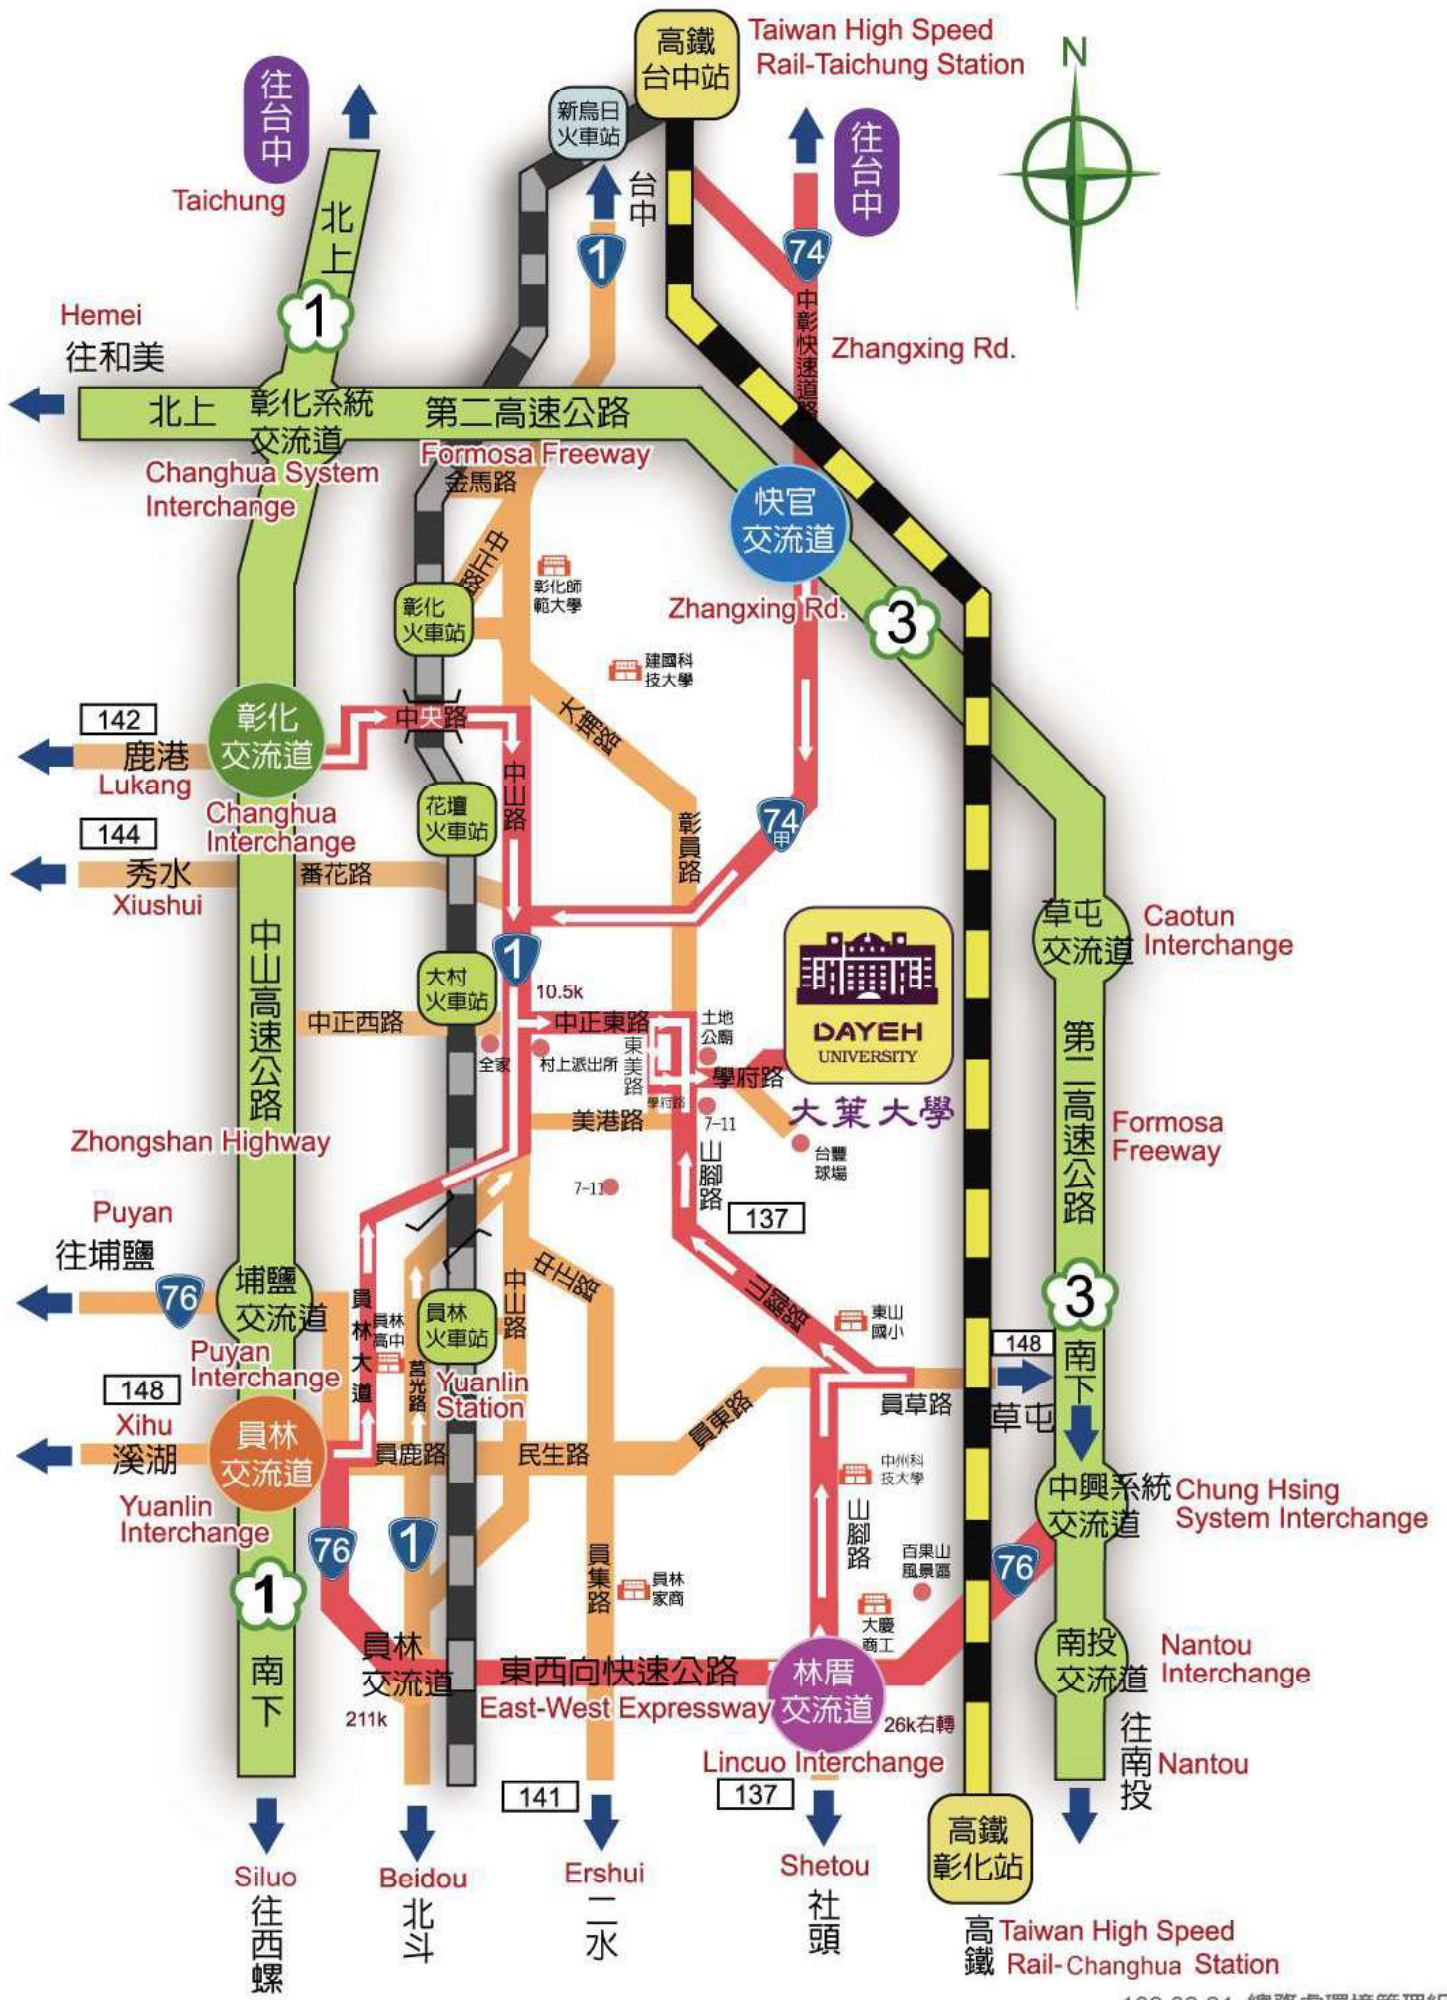 高鐵
台中站
Taiwan High Speed
Rail-Taichung Station
N
新烏日
火車站
往台中
Taichung
北上
1
台中
1
往台中
74
中彰快速道路
Zhangxing Rd.
Hemei
往和美
北上
彰化系統
交流道
Changhua System
Interchange
第二高速公路
Formosa Freeway
金馬路
中正路
快官
交流道
Zhangxing Rd.
3
彰化師
範大學
彰化
火車站
建國科
技大學
大埔路
142
鹿港
Lukang
彰化
交流道
Changhua
Interchange
中央路
中山路
花壇
火車站
彰員路
74
甲
144
秀水
Xiushui
番花路
中山高速公路
Zhongshan Highway
1
大村
火車站
10.5k
中正西路
全家
中正東路
村上派出所
東美路
土地
公廟
學府路
學府路
7-11
DAYEH
UNIVERSITY
大葉大學
台豐
球場
美港路
7-11
山腳路
137
草屯
交流道
Caotun
Interchange
第二高速公路
Formosa
Freeway
Puyan
往埔鹽
76
埔鹽
交流道
Puyan
Interchange
員林大道
員林
高中
莒光路
員林
火車站
Yuanlin
Station
中山路
中正路
山腳路
東山
國小
148
草屯
3
南下
148
Xihu
溪湖
員林
交流道
Yuanlin
Interchange
員鹿路
民生路
員東路
員草路
中州科
技大學
山腳路
中興系統
交流道
Chung Hsing
System Interchange
76
1
76
1
南下
員林
交流道
211k
員集路
員林
家商
百果山
風景區
大慶
商工
東西向快速公路
East-West Expressway
林厝
交流道
26k右轉
Lincuo Interchange
南投
交流道
Nantou
Interchange
往南投
Nantou
141
137
Siluo
往西螺
Beidou
北斗
Ershui
二水
Shetou
社頭
高鐵
彰化站
高鐵
Taiwan High Speed
Rail-Changhua Station